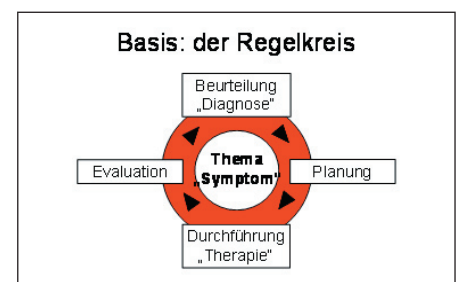 Basis: der Regelkreis
Beurteilung
„Diagnose"
Evaluation
Thema
„Symptom"
Planung
Durchführung
„Therapie"